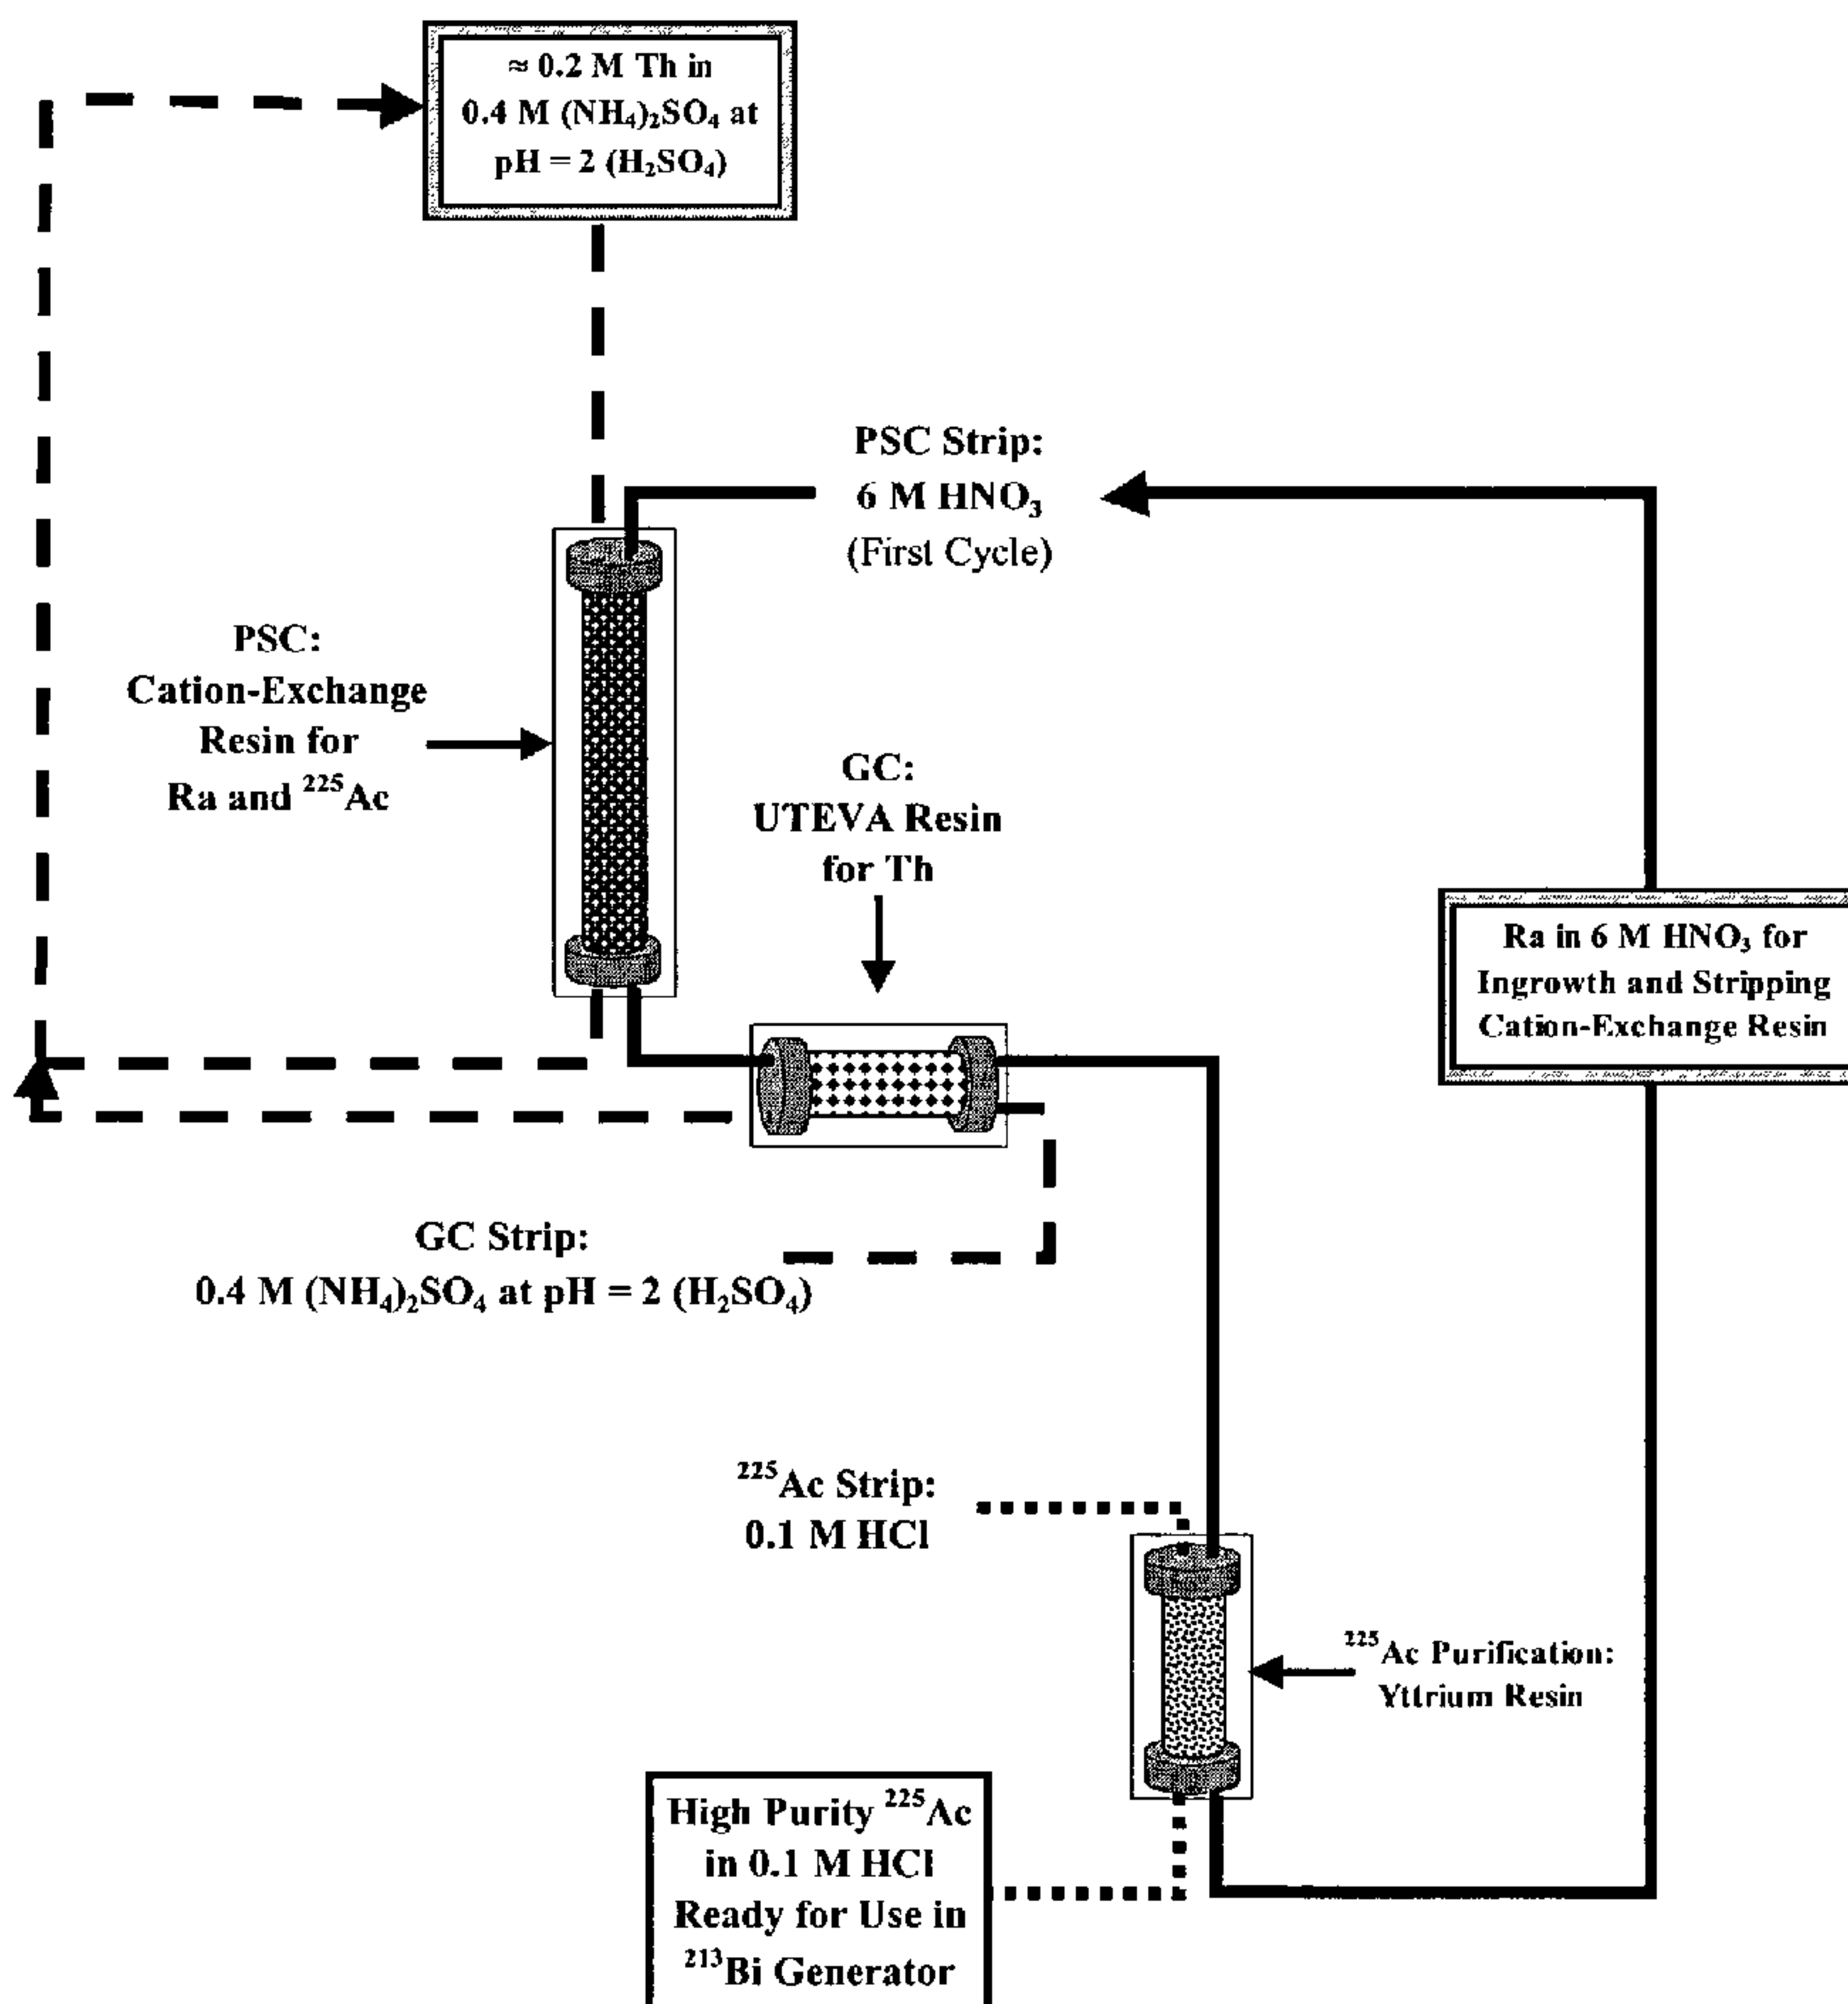 ≈ 0.2 M Th in
0.4 M (NH₄)₂SO₄ at
pH = 2 (H₂SO₄)
PSC Strip:
6 M HNO₃
(First Cycle)
PSC:
Cation-Exchange
Resin for
Ra and ²²⁵Ac
GC:
UTEVA Resin
for Th
Ra in 6 M HNO₃ for
Ingrowth and Stripping
Cation-Exchange Resin
GC Strip:
0.4 M (NH₄)₂SO₄ at pH = 2 (H₂SO₄)
²²⁵Ac Strip:
0.1 M HCl
²²⁵Ac Purification:
Yttrium Resin
High Purity ²²⁵Ac
in 0.1 M HCl
Ready for Use in
²¹³Bi Generator